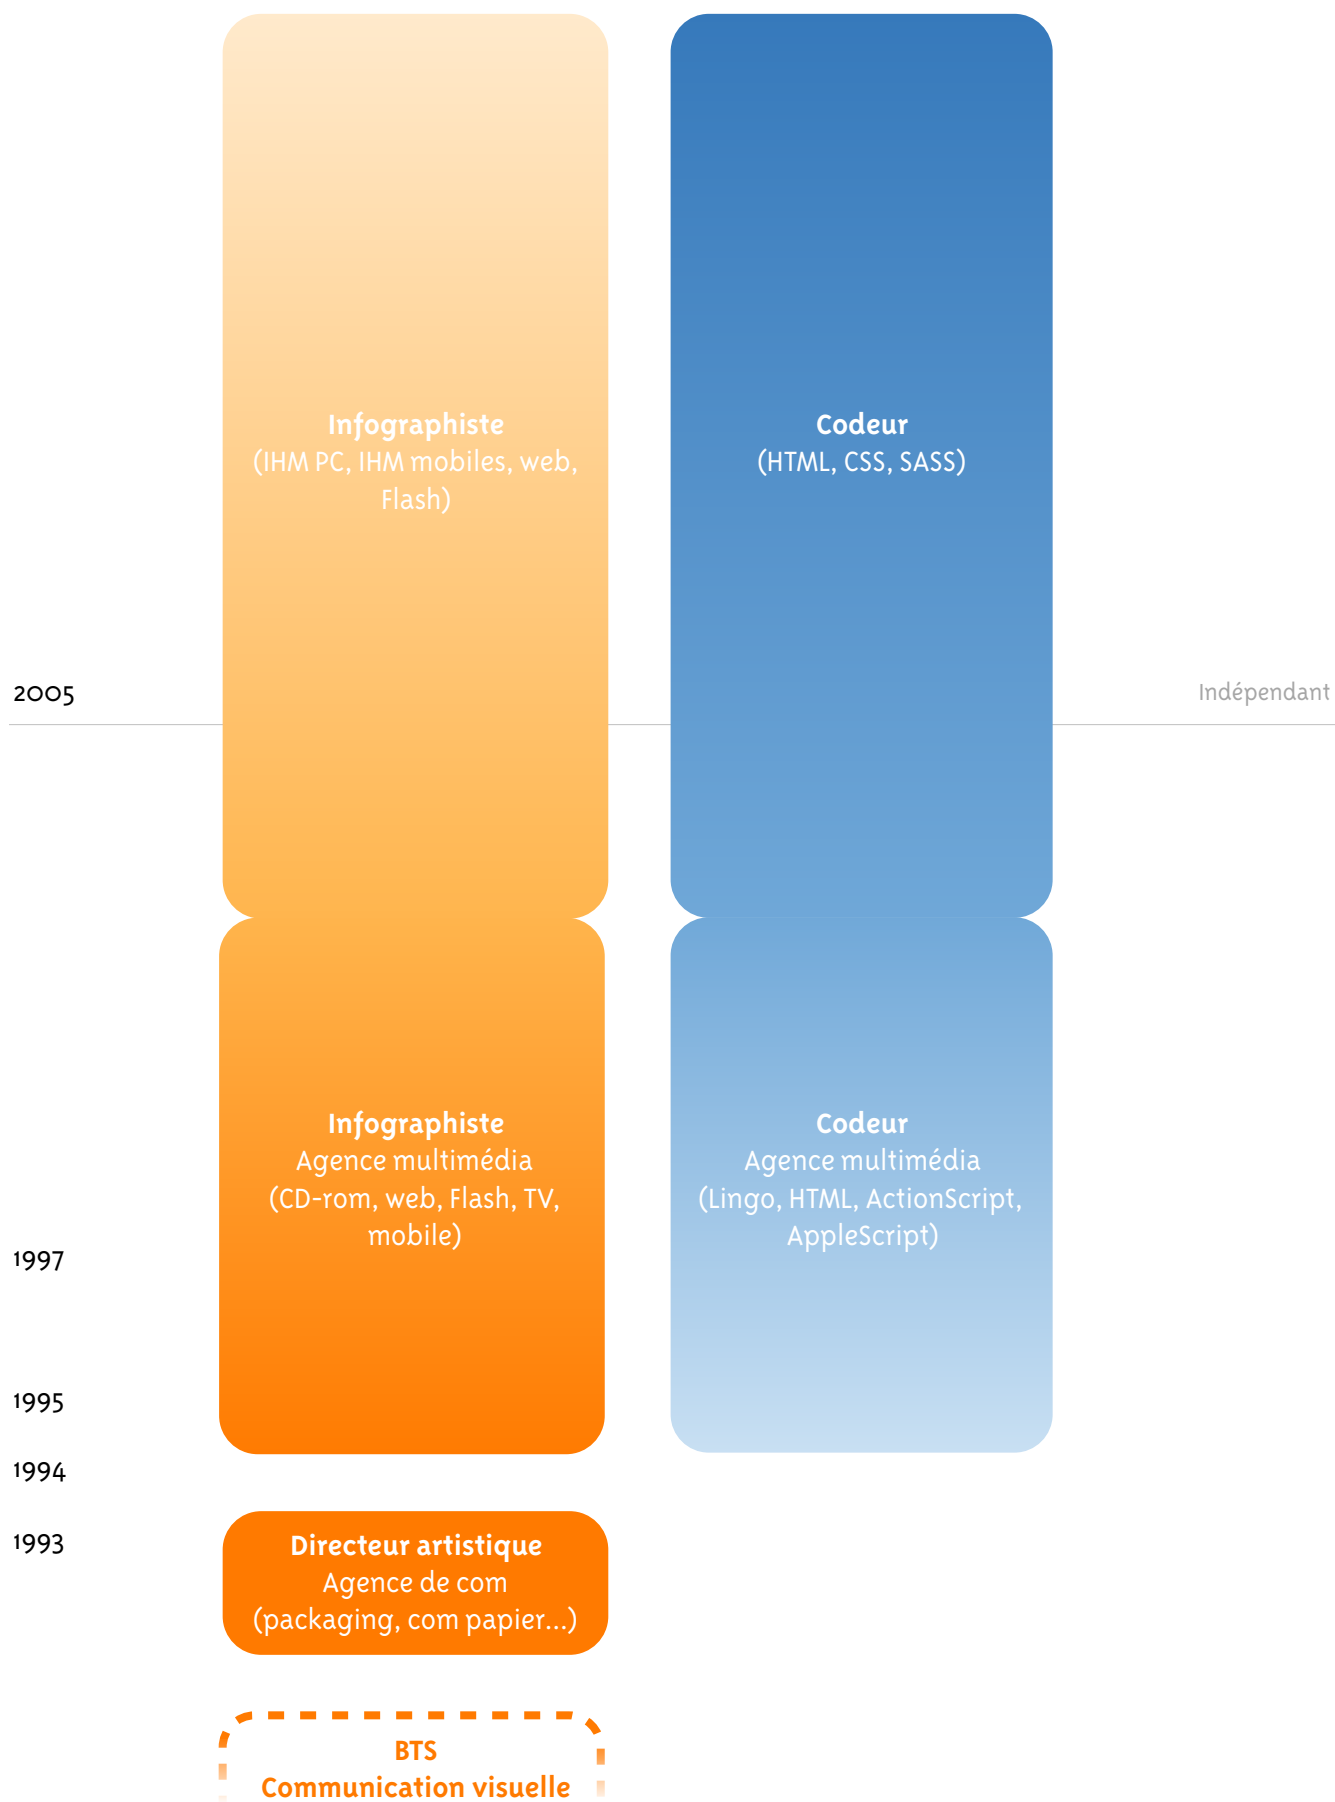 Infographiste
(IHM PC, IHM mobiles, web,
Flash)
Codeur
(HTML, CSS, SASS)
2005
Indépendant
Infographiste
Agence multimédia
(CD-rom, web, Flash, TV,
mobile)
Codeur
Agence multimédia
(Lingo, HTML, ActionScript,
AppleScript)
1997
1995
1994
1993
Directeur artistique
Agence de com
(packaging, com papier...)
BTS
Communication visuelle